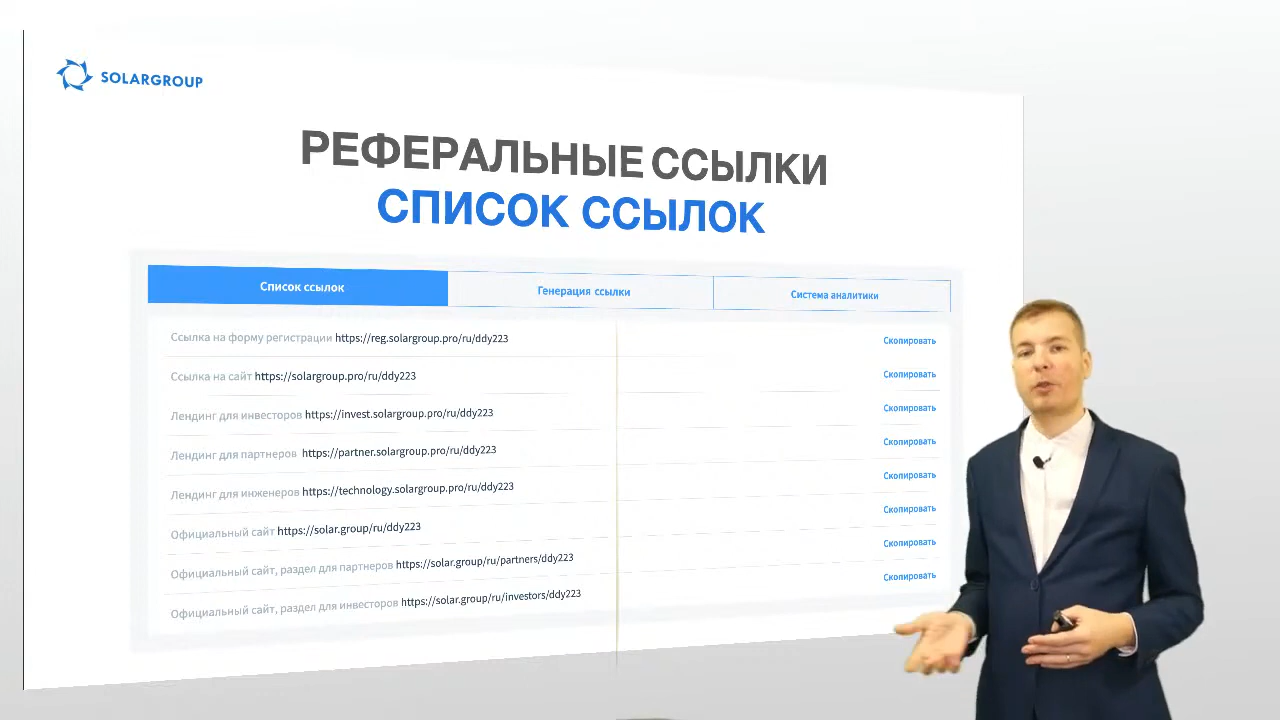 SOLARGROUP
РЕФЕРАЛЬНЫЕ ССЫЛКИ
СПИСОК ССЫЛОК
Список ссылок Генерация ссылки Система аналитики
Ссылка на форму регистрации https://reg.solargroup.pro/ru/ddy223 Скопировать
Ссылка на сайт https://solargroup.pro/ru/ddy223 Скопировать
Лендинг для инвесторов https://invest.solargroup.pro/ru/ddy223 Скопировать
Лендинг для партнеров https://partner.solargroup.pro/ru/ddy223 Скопировать
Лендинг для инженеров https://technology.solargroup.pro/ru/ddy223 Скопировать
Официальный сайт https://solar.group/ru/ddy223 Скопировать
Официальный сайт, раздел для партнеров https://solar.group/ru/partners/ddy223 Скопировать
Официальный сайт, раздел для инвесторов https://solar.group/ru/investors/ddy223 Скопировать